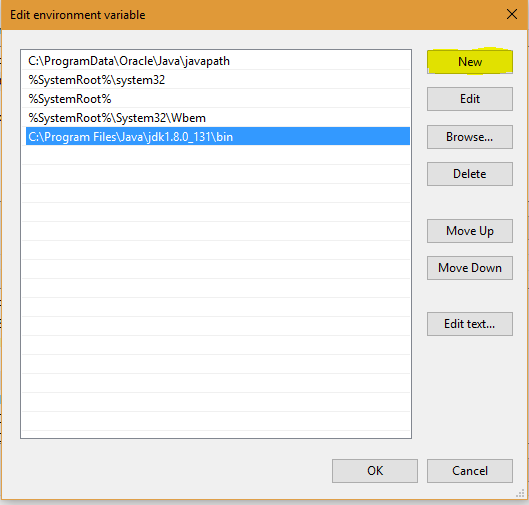 Edit environment variable
C:\ProgramData\Oracle\Java\javapath
%SystemRoot%\system32
%SystemRoot%
%SystemRoot%\System32\Wbem
C:\Program Files\Java\jdk1.8.0_131\bin
New
Edit
Browse...
Delete
Move Up
Move Down
Edit text...
OK
Cancel